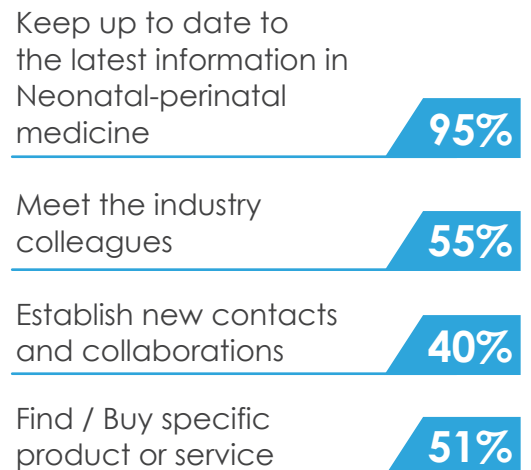 Keep up to date to
the latest information in
Neonatal-perinatal
medicine
95%
Meet the industry
colleagues
55%
Establish new contacts
and collaborations
40%
Find / Buy specific
product or service
51%